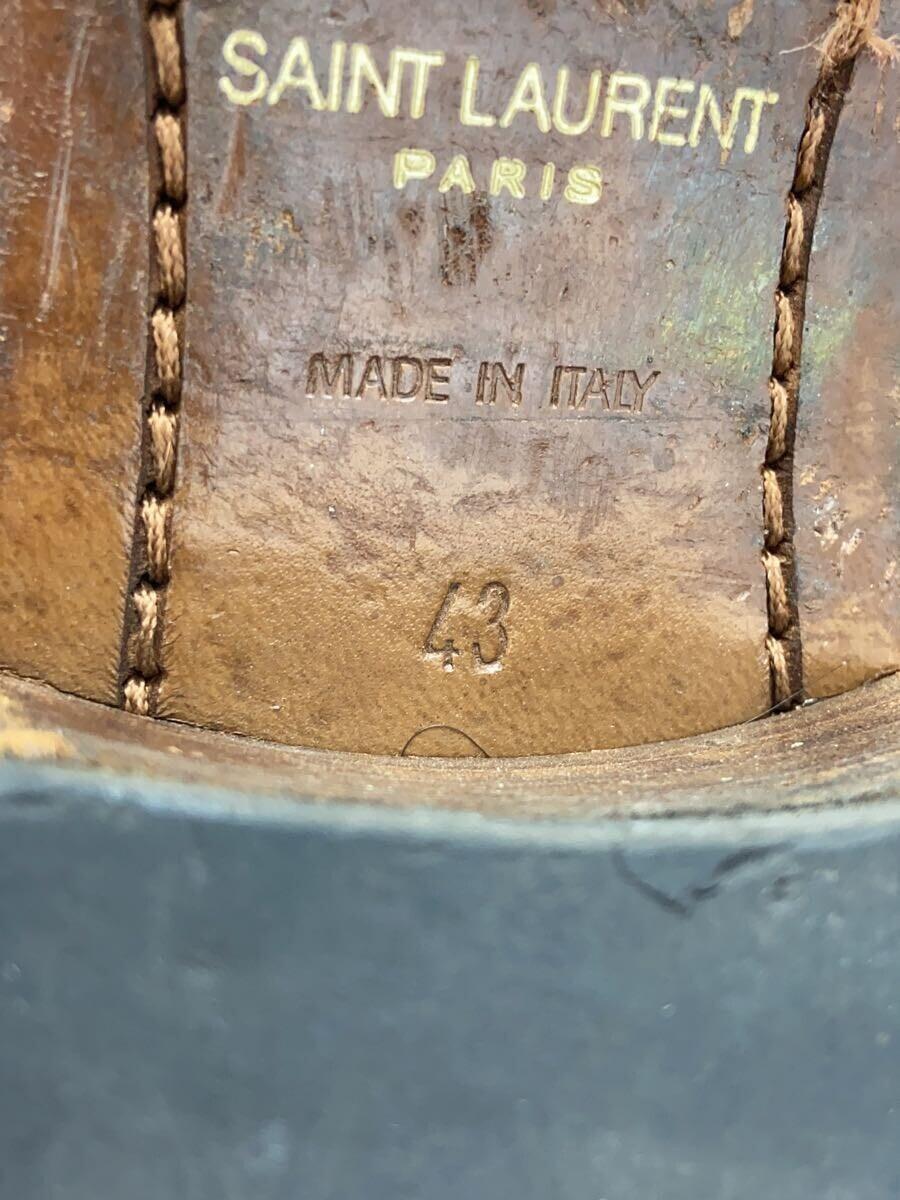 SAINT LAURENT
PARIS
MADE IN ITALY
43